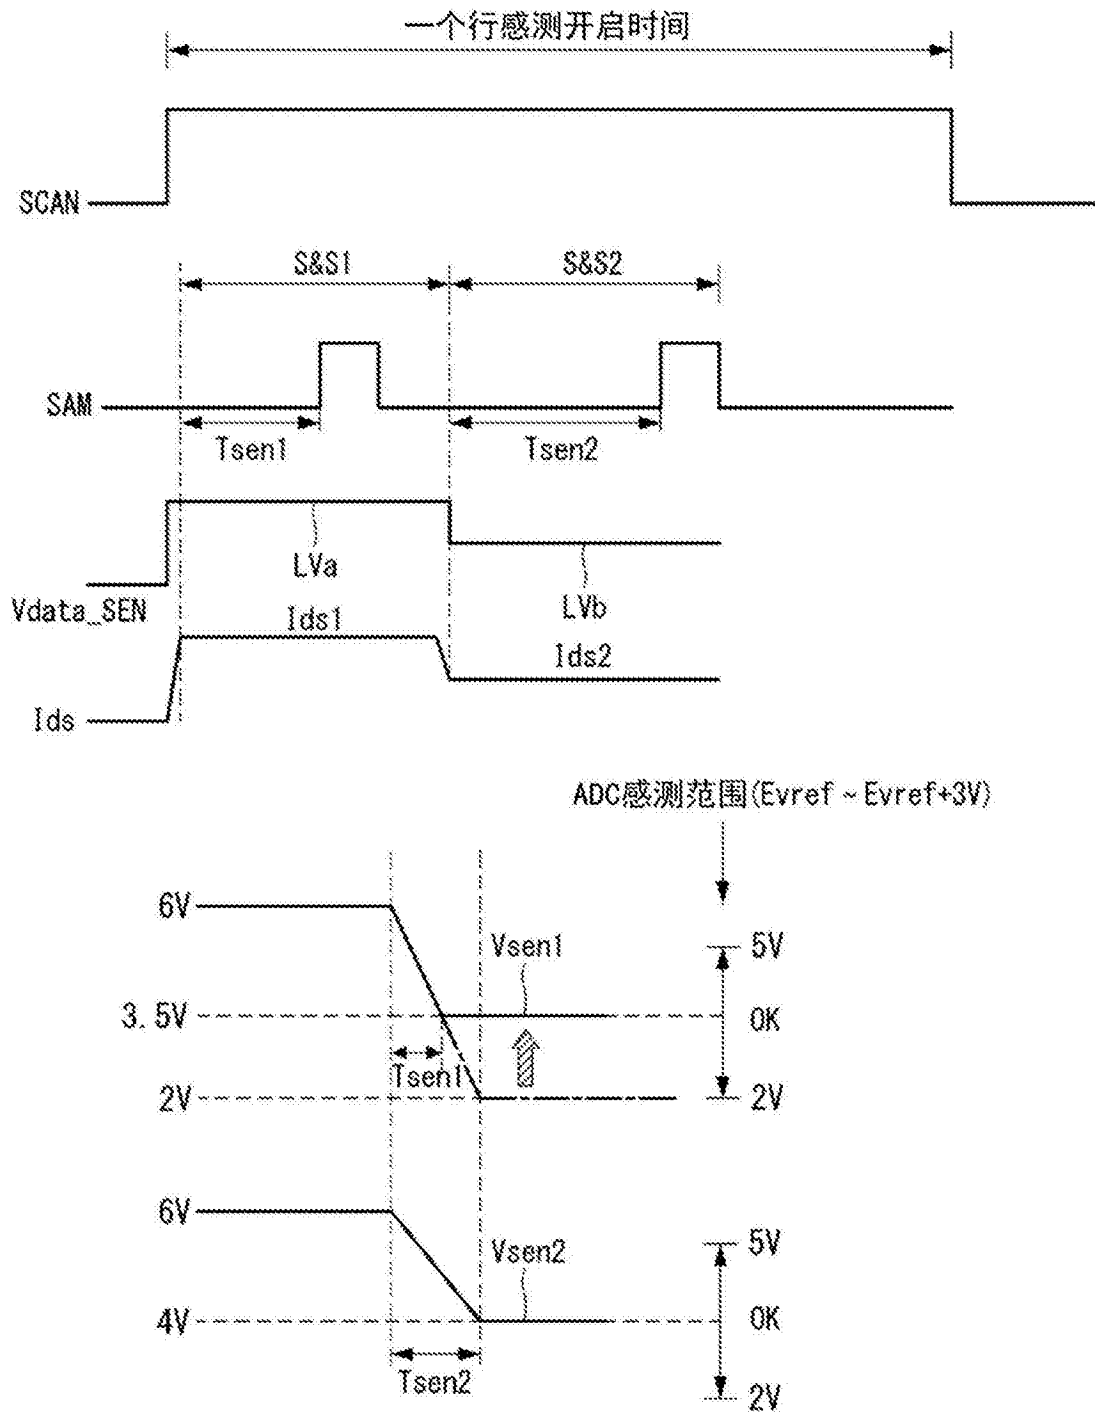 一个行感测开启时间
SCAN
S&S1
S&S2
SAM
Tsen1
Tsen2
LVa
LVb
Vdata_SEN
Ids1
Ids2
Ids
ADC感测范围(Evref ~ Evref+3V)
6V
Vsen1
5V
3.5V
OK
Tsen1
2V
2V
6V
Vsen2
5V
4V
OK
Tsen2
2V